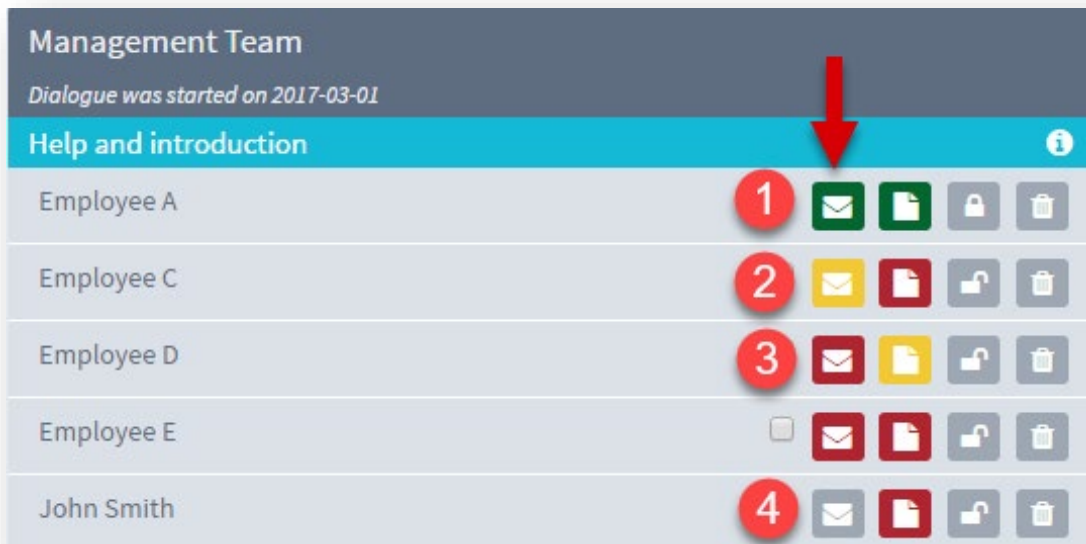 Management Team
Dialogue was started on 2017-03-01
Help and introduction
Employee A 1
Employee C 2
Employee D 3
Employee E
John Smith 4